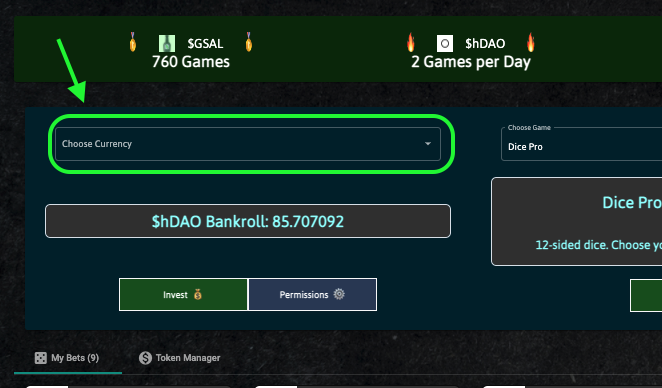 $GSAL
760 Games
$hDAO
2 Games per Day
Choose Currency
Choose Game
Dice Pro
$hDAO Bankroll: 85.707092
Dice Pro
12-sided dice. Choose yo
Invest
Permissions
My Bets (9)
Token Manager